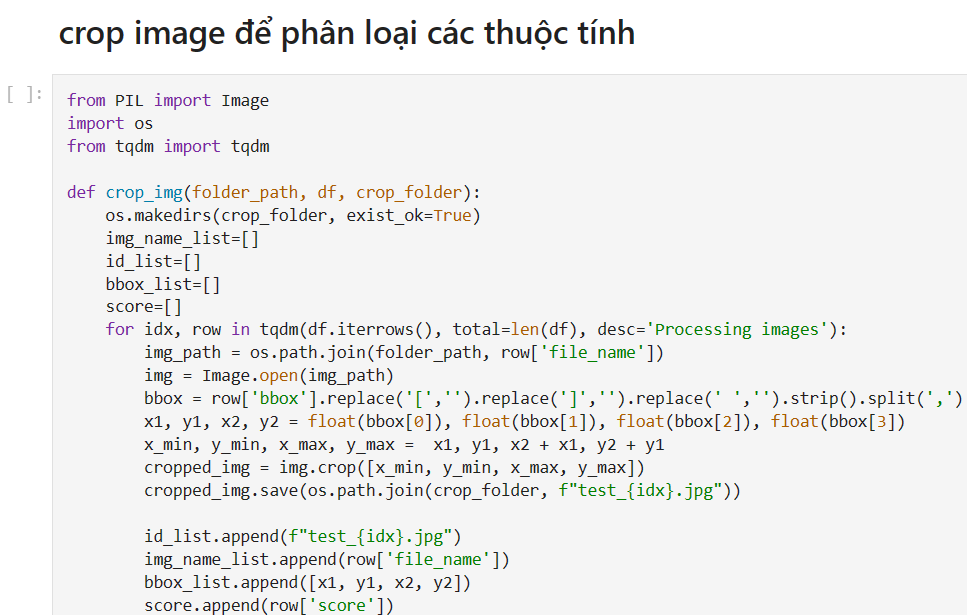 crop image để phân loại các thuộc tính
[ ]:
from PIL import Image
import os
from tqdm import tqdm
def crop_img(folder_path, df, crop_folder):
    os.makedirs(crop_folder, exist_ok=True)
    img_name_list=[]
    id_list=[]
    bbox_list=[]
    score=[]
    for idx, row in tqdm(df.iterrows(), total=len(df), desc='Processing images'):
        img_path = os.path.join(folder_path, row['file_name'])
        img = Image.open(img_path)
        bbox = row['bbox'].replace('[','').replace(']','').replace(' ','').strip().split(',')
        x1, y1, x2, y2 = float(bbox[0]), float(bbox[1]), float(bbox[2]), float(bbox[3])
        x_min, y_min, x_max, y_max =  x1, y1, x2 + x1, y2 + y1
        cropped_img = img.crop([x_min, y_min, x_max, y_max])
        cropped_img.save(os.path.join(crop_folder, f"test_{idx}.jpg"))
        id_list.append(f"test_{idx}.jpg")
        img_name_list.append(row['file_name'])
        bbox_list.append([x1, y1, x2, y2])
        score.append(row['score'])